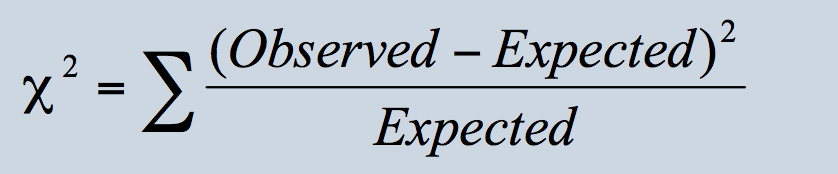 χ² = ∑ (Observed – Expected)²
Expected